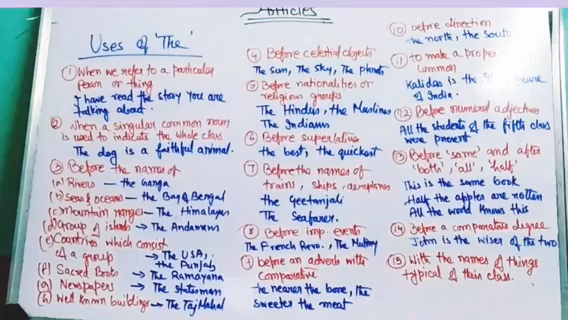 Articles
Uses of 'The'
① When we refer to a particular
person or thing
I have read the story you are
talking about.
② When a singular common noun
is used to indicate the whole class
The dog is a faithful animal.
③ Before the names of
(a) Rivers — the Ganga
(b) seas & oceans — the Bay of Bengal
(c) mountain ranges — The Himalayas
(d) group of islands → The Andamans
(e) Countries which consist
of a group → The USA,
the Punjab
(f) Sacred Books → The Ramayana
(g) Newspapers → The Statesman
(h) Well known buildings → The Taj Mahal
④ Before celestial objects
The Sun, The Sky, The planets
⑤ Before nationalities or
religious groups
The Hindus, the Muslims
The Indians
⑥ Before superlative
the best, the quickest
⑦ Before the names of
trains, ships, aeroplanes
The Geetanjali
The Seafarer.
⑧ Before imp. events
The French Revo., The Mutiny
⑨ before an adverb with
comparative
the nearer the bone, the
sweeter the meat
⑩ before direction
the north, the South
⑪ to make a proper
common
Kalidas is the
of India.
⑫ Before numeral adjectives
All the students of the fifth class
were present
⑬ Before 'same' and after
'both', 'all', 'half'
This is the same book
Half the apples are rotten
All the world knows this
⑭ Before a comparative degree
John is the wiser of the two
⑮ With the names of things
typical of their class.